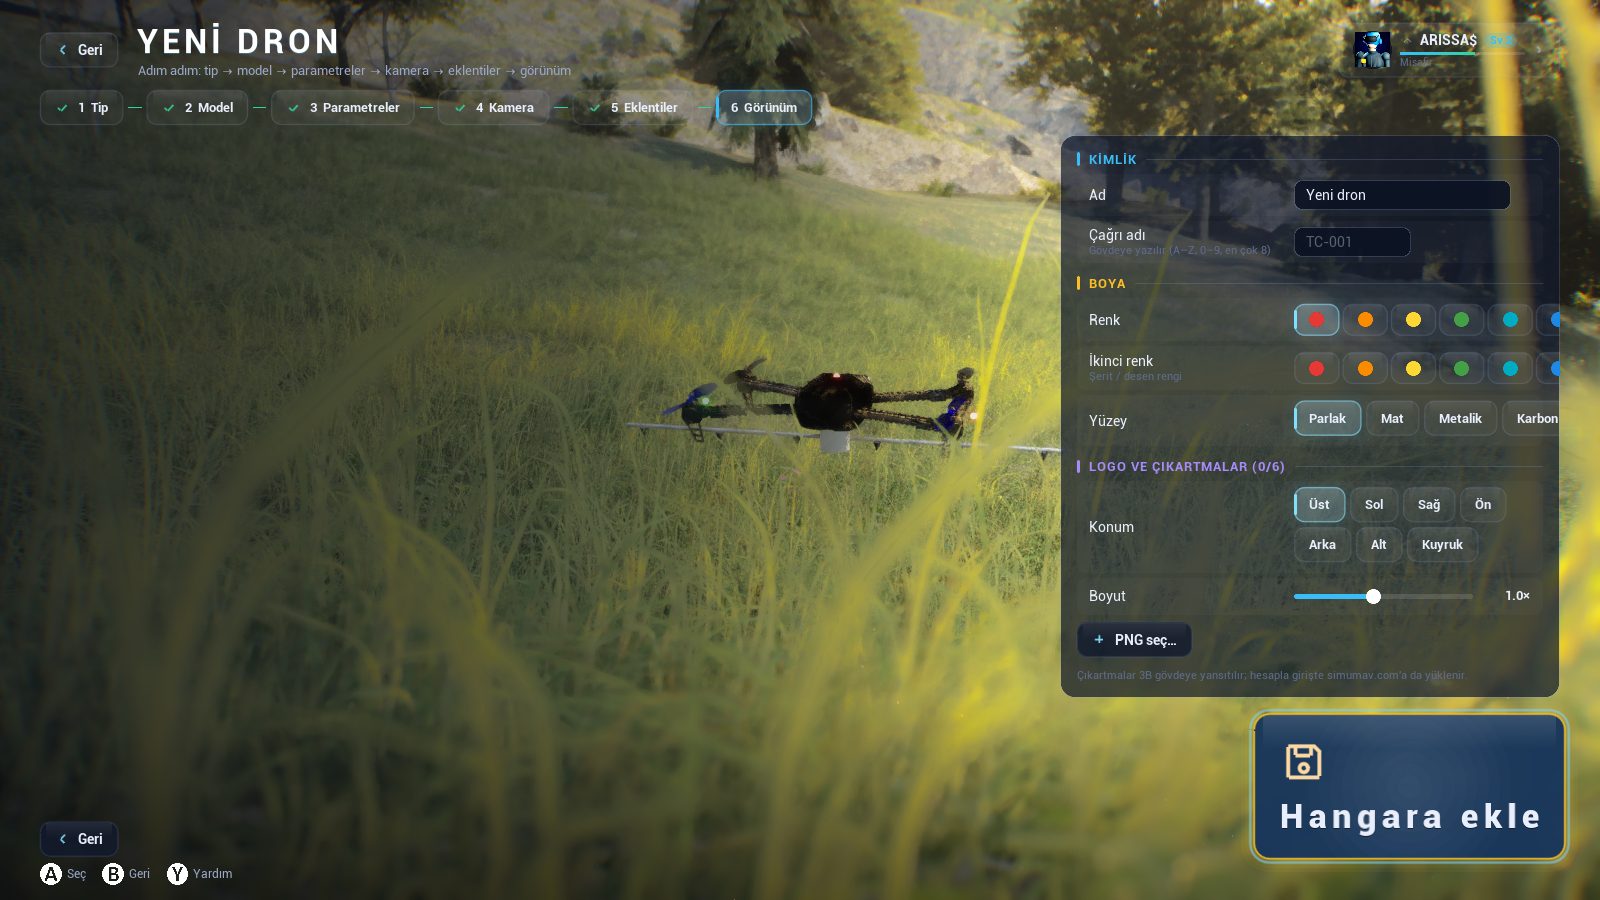 Geri
YENİ DRON
Adım adım: tip → model → parametreler → kamera → eklentiler → görünüm
ARISSA$
Misafir
1 Tip
2 Model
3 Parametreler
4 Kamera
5 Eklentiler
6 Görünüm
KİMLİK
Ad
Yeni dron
Çağrı adı
Gövdeye yazılır (A–Z, 0–9, en çok 8)
TC-001
BOYA
Renk
İkinci renk
Şerit / desen rengi
Yüzey
Parlak
Mat
Metalik
Karbon
LOGO VE ÇIKARTMALAR (0/6)
Konum
Üst
Sol
Sağ
Ön
Arka
Alt
Kuyruk
Boyut
1.0×
+ PNG seç...
Çıkartmalar 3B gövdeye yansıtılır; hesapla girişte simumav.com'a da yüklenir.
Hangara ekle
Geri
A Seç
B Geri
Y Yardım